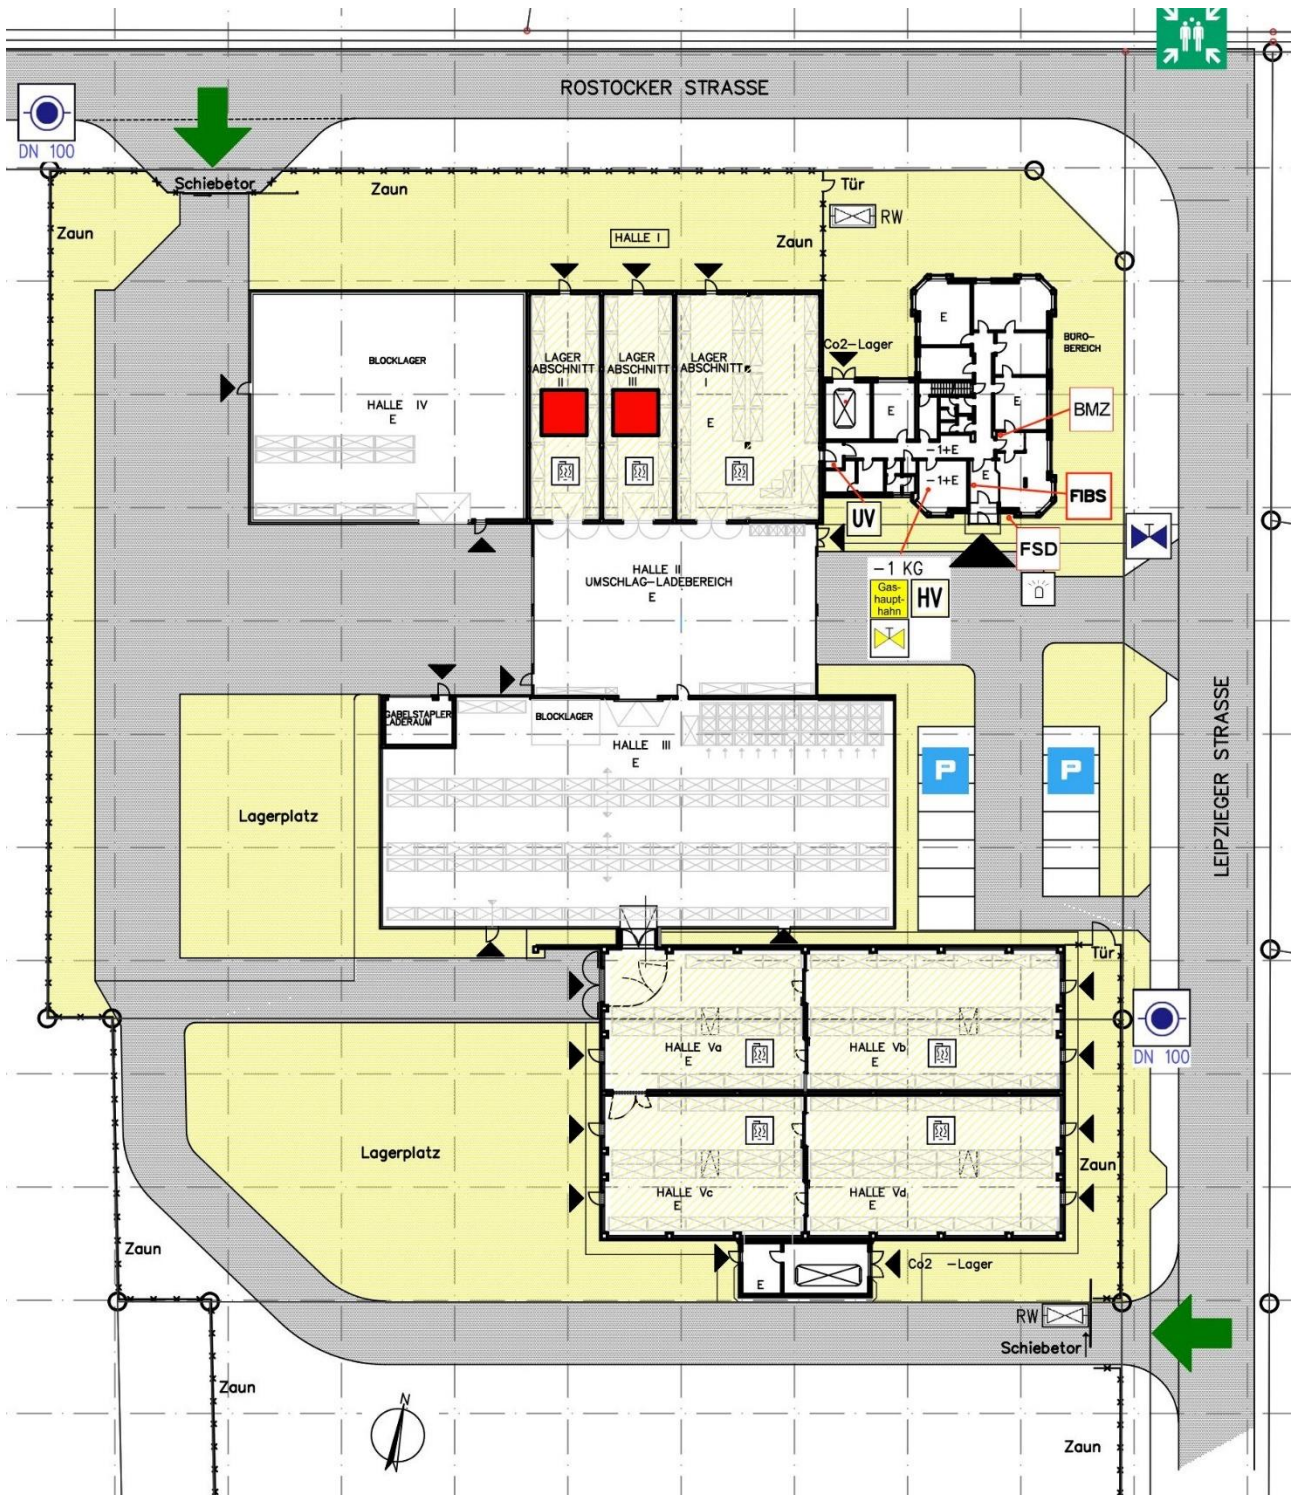 ROSTOCKER STRASSE
DN 100
Schiebetor
Zaun
Tür
RW
Zaun
HALLE I
Zaun
Co2-Lager
E
BÜRO-
BEREICH
BLOCKLAGER
HALLE IV
E
LAGER
ABSCHNITT
II
LAGER
ABSCHNITT
III
LAGER
ABSCHNITT
I
E
E
E
BMZ
-1+E
-1+E
E
FIBS
UV
FSD
-1 KG
Gas-
haupt-
hahn
HV
HALLE II
UMSCHLAG-LADEBEREICH
E
GABELSTAPLER
LADERAUM
BLOCKLAGER
HALLE III
E
P
P
LEIPZIEGER STRASSE
Lagerplatz
Tür
DN 100
HALLE Va
E
HALLE Vb
E
Lagerplatz
Zaun
HALLE Vc
E
HALLE Vd
E
Zaun
E
Co2 -Lager
RW
Schiebetor
Zaun
N
Zaun